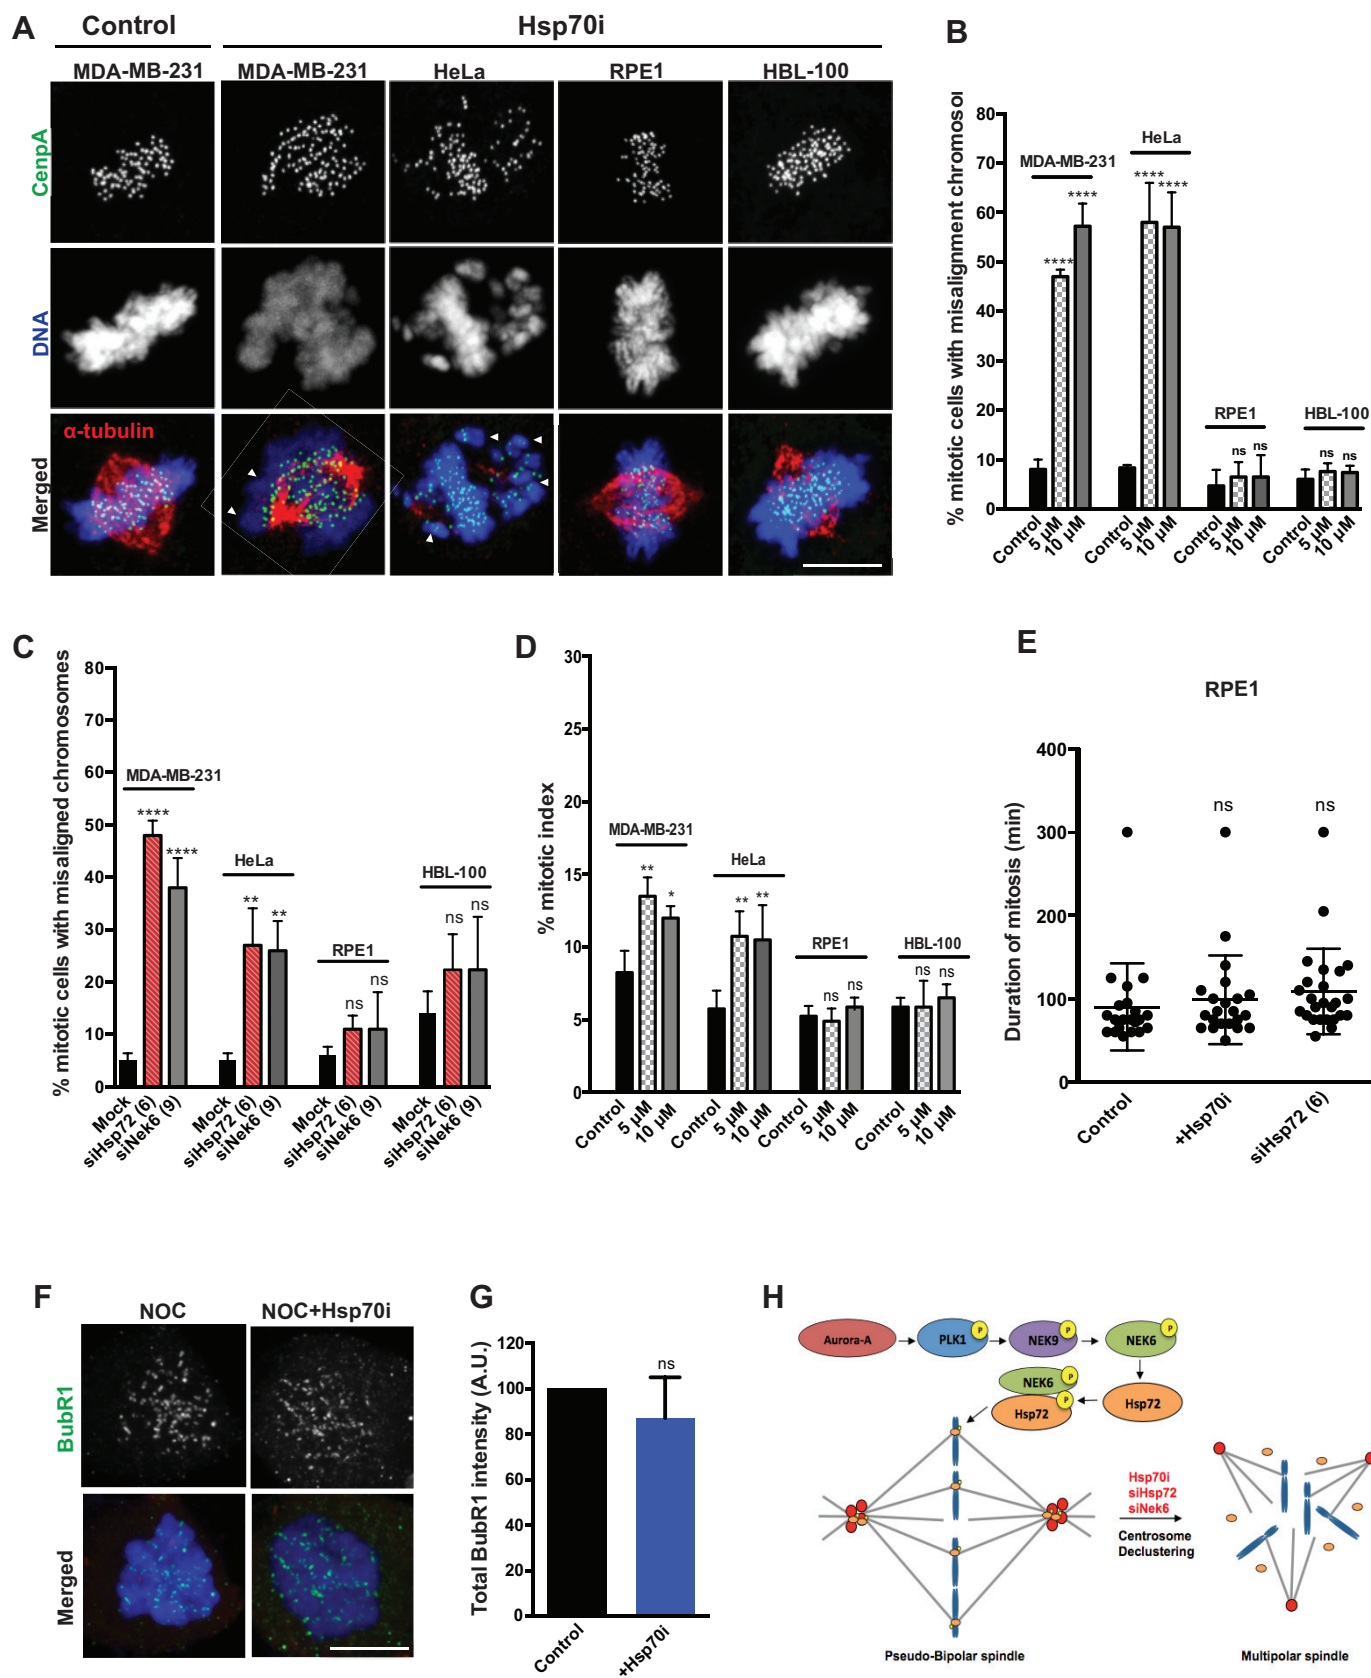 A
Control
Hsp70i
MDA-MB-231
MDA-MB-231
HeLa
RPE1
HBL-100
CenpA
DNA
Merged
α-tubulin
B
% mitotic cells with misalignment chromosol
80
70
60
50
40
30
20
10
0
MDA-MB-231
HeLa
RPE1
HBL-100
****
****
****
****
ns
ns
ns
ns
Control
5 µM
10 µM
Control
5 µM
10 µM
Control
5 µM
10 µM
Control
5 µM
10 µM
C
% mitotic cells with misaligned chromosomes
80
70
60
50
40
30
20
10
0
MDA-MB-231
HeLa
RPE1
HBL-100
****
****
**
**
ns
ns
ns
ns
Mock
siHsp72 (6)
siNek6 (9)
Mock
siHsp72 (6)
siNek6 (9)
Mock
siHsp72 (6)
siNek6 (9)
Mock
siHsp72 (6)
siNek6 (9)
D
% mitotic index
30
25
20
15
10
5
0
MDA-MB-231
HeLa
RPE1
HBL-100
**
*
**
**
ns
ns
ns
ns
Control
5 µM
10 µM
Control
5 µM
10 µM
Control
5 µM
10 µM
Control
5 µM
10 µM
E
RPE1
Duration of mitosis (min)
400
300
200
100
0
ns
ns
Control
+Hsp70i
siHsp72 (6)
F
NOC
NOC+Hsp70i
BubR1
Merged
G
Total BubR1 intensity (A.U.)
120
100
80
60
40
20
0
ns
Control
+Hsp70i
H
Aurora-A
PLK1
P
NEK9
P
NEK6
P
NEK6
P
Hsp72
P
Hsp72
Hsp70i
siHsp72
siNek6
Centrosome
Declustering
Pseudo-Bipolar spindle
Multipolar spindle